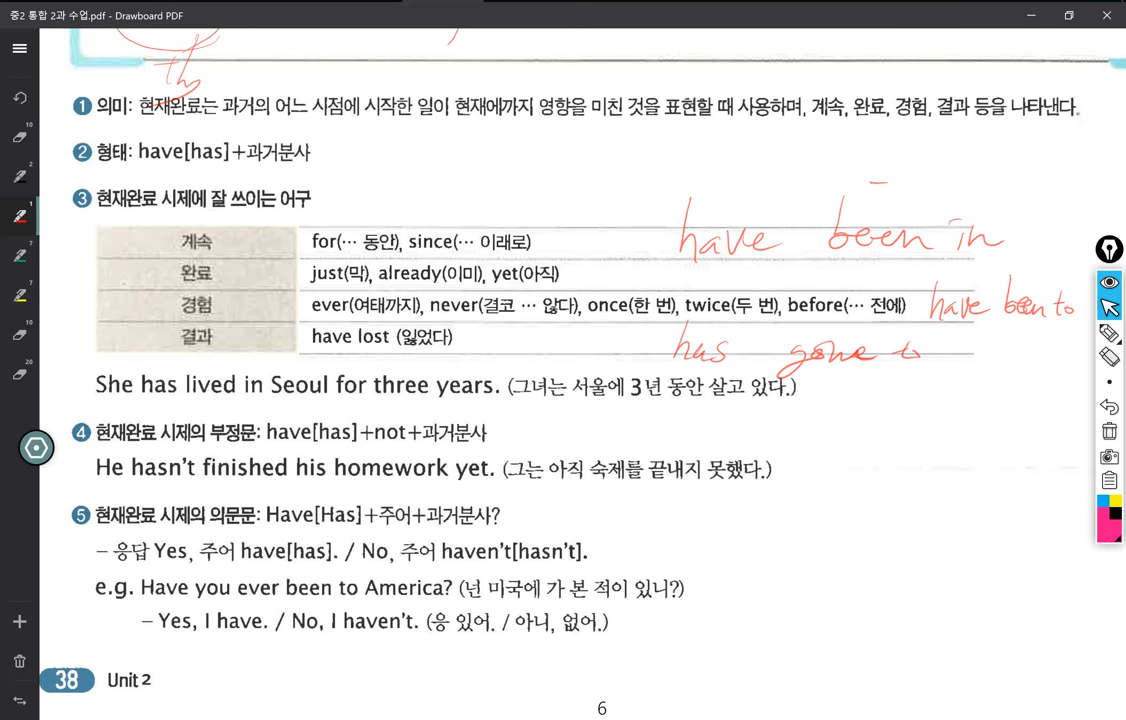 중2 통합 2과 수업.pdf - Drawboard PDF
1 의미: 현재완료는 과거의 어느 시점에 시작한 일이 현재에까지 영향을 미친 것을 표현할 때 사용하며, 계속, 완료, 경험, 결과 등을 나타낸다.
2 형태: have[has]+과거분사
3 현재완료 시제에 잘 쓰이는 어구
계속 for(… 동안), since(… 이래로) have been in
완료 just(막), already(이미), yet(아직)
경험 ever(여태까지), never(결코 … 않다), once(한 번), twice(두 번), before(… 전에) have been to
결과 have lost (잃었다) has gone to
She has lived in Seoul for three years. (그녀는 서울에 3년 동안 살고 있다.)
4 현재완료 시제의 부정문: have[has]+not+과거분사
He hasn't finished his homework yet. (그는 아직 숙제를 끝내지 못했다.)
5 현재완료 시제의 의문문: Have[Has]+주어+과거분사?
– 응답 Yes, 주어 have[has]. / No, 주어 haven't[hasn't].
e.g. Have you ever been to America? (넌 미국에 가 본 적이 있니?)
– Yes, I have. / No, I haven't. (응 있어. / 아니, 없어.)
38 Unit 2
6
10
2
1
7
7
10
20